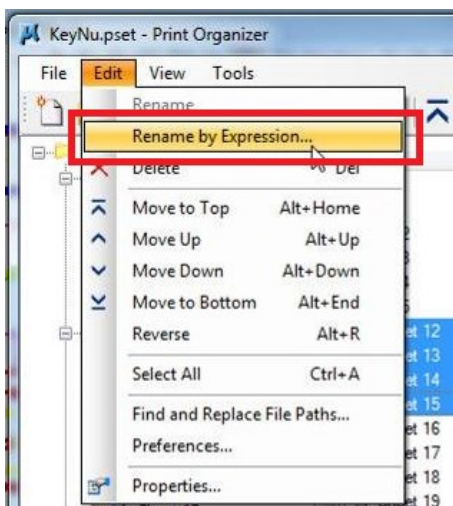 KeyNu.pset - Print Organizer
File Edit View Tools
Rename
Rename by Expression...
Delete Del
Move to Top Alt+Home
Move Up Alt+Up
Move Down Alt+Down
Move to Bottom Alt+End
Reverse Alt+R
et 12
et 13
Select All Ctrl+A
et 14
et 15
Find and Replace File Paths...
et 16
Preferences...
et 17
Properties...
et 18
et 19